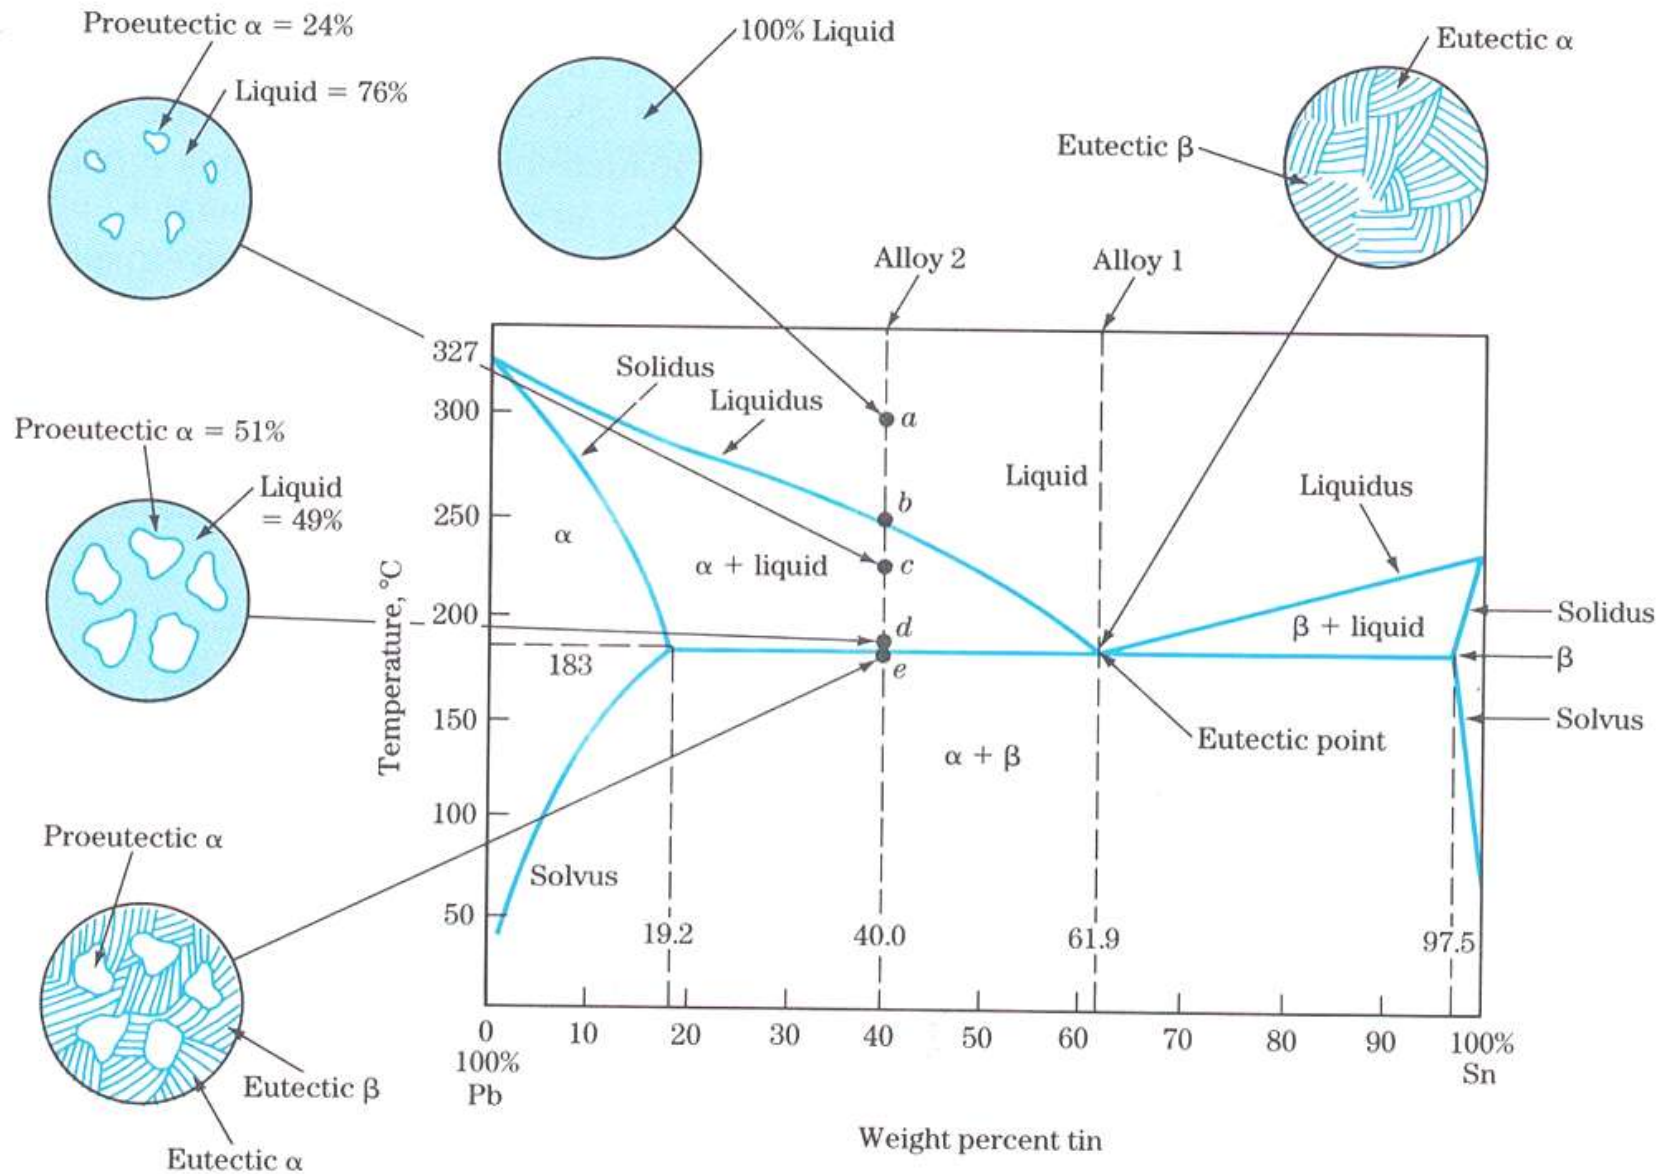 Proeutectic α = 24%
Liquid = 76%
100% Liquid
Eutectic α
Eutectic β
Alloy 2
Alloy 1
327
Solidus
Liquidus
300
a
Proeutectic α = 51%
Liquid
= 49%
Liquid
Liquidus
250
b
α
α + liquid
c
Temperature, °C
200
d
β + liquid
Solidus
183
e
β
150
Solvus
Eutectic point
α + β
100
Proeutectic α
Solvus
50
19.2
40.0
61.9
97.5
0
10
20
30
40
50
60
70
80
90
100%
100%
Pb
Sn
Eutectic β
Eutectic α
Weight percent tin